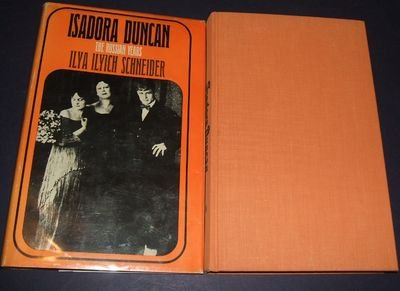 ISADORA DUNCAN
THE RUSSIAN YEARS
ILYA ILYICH SCHNEIDER